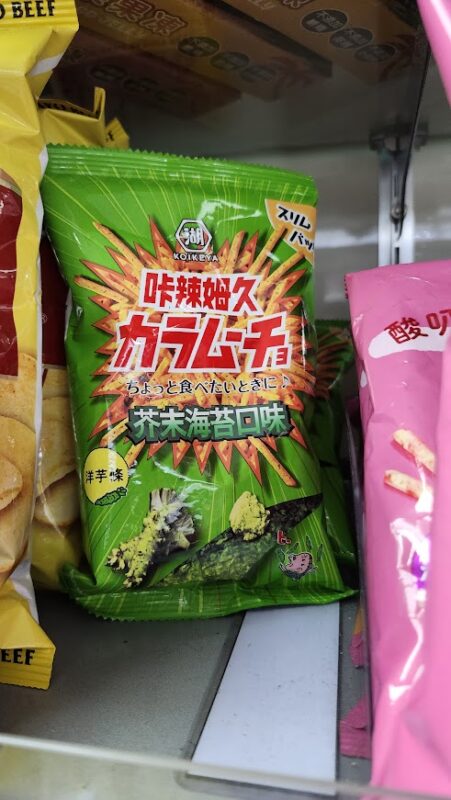 BEEF
湖
KOIKEYA
スリム
パック
咔辣姆久
カラムーチョ
ちょっと食べたいときに♪
芥末海苔口味
洋芋條
酸
BEEF